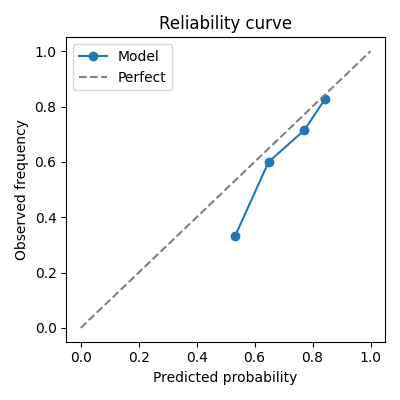 Reliability curve
Model
Perfect
Observed frequency
1.0
0.8
0.6
0.4
0.2
0.0
0.0 0.2 0.4 0.6 0.8 1.0
Predicted probability